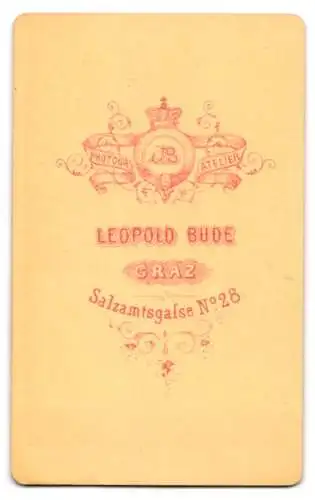 PHOTOGR. ATELIER
LB
LEOPOLD BUDE
GRAZ
Salzamtsgaſse No. 28